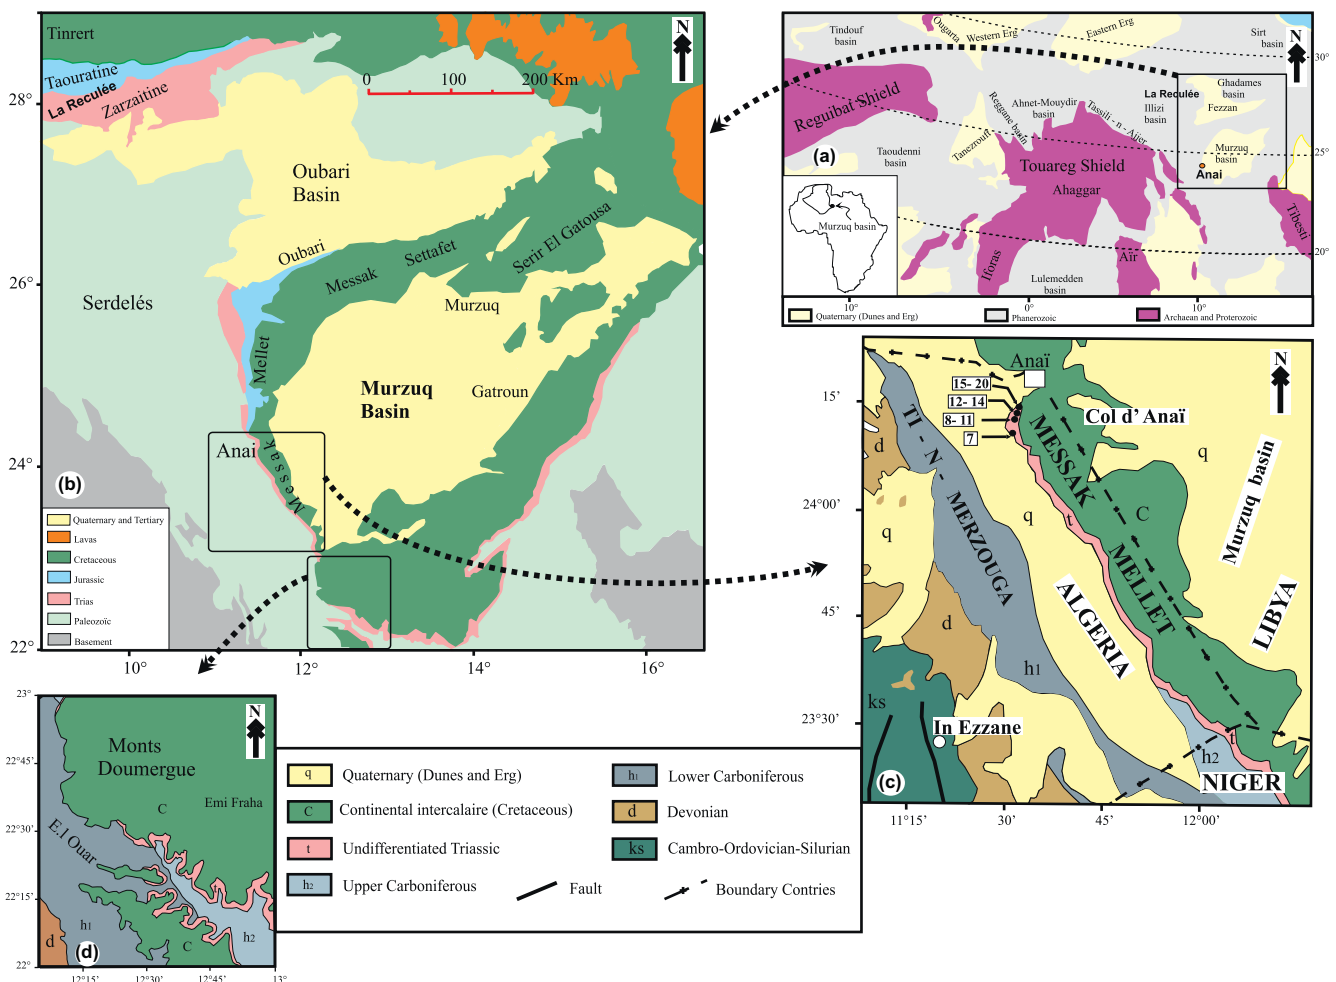 Tinrert
Taouratine
La Reculée
Zarzaitine
28°
26°
24°
22°
10°
12°
14°
16°
N
0
100
200 Km
Oubari
Basin
Oubari
Messak
Settafet
Serir El Gatousa
Serdelés
Murzuq
Mellet
Murzuq
Basin
Gatroun
Anai
Messak
(b)
Quaternary and Tertiary
Lavas
Cretaceous
Jurassic
Trias
Paleozoïc
Basement
Tindouf
basin
Ougarta
Western Erg
Eastern Erg
Sirt
basin
N
30°
Reguibat Shield
Reggane basin
Ahnet-Mouydir
basin
Tassili - n - Ajjer
La Reculée
Illizi
basin
Ghadames
basin
Fezzan
Murzuq
basin
25°
Anai
(a)
Taoudenni
basin
Tanezrouft
Touareg Shield
Ahaggar
Murzuq basin
Iforas
Aïr
Tibesti
20°
Lulemedden
basin
10°
0°
10°
Quaternary (Dunes and Erg)
Phanerozoic
Archaean and Proterozoic
Anaï
N
15- 20
12- 14
8- 11
7
15'
24°00'
45'
23°30'
Col d' Anaï
TI - N - MERZOUGA
MESSAK
MELLET
Murzuq basin
ALGERIA
LIBYA
NIGER
d
q
q
q
t
C
d
h1
ks
In Ezzane
t
h2
(c)
11°15'
30'
45'
12°00'
23°
22°45'
22°30'
22°15'
22°
N
Monts
Doumergue
Emi Fraha
C
E.l Ouar
h1
h2
d
C
(d)
12°15'
12°30'
12°45'
13°
q
Quaternary (Dunes and Erg)
C
Continental intercalaire (Cretaceous)
t
Undifferentiated Triassic
h2
Upper Carboniferous
h1
Lower Carboniferous
d
Devonian
ks
Cambro-Ordovician-Silurian
Fault
Boundary Contries